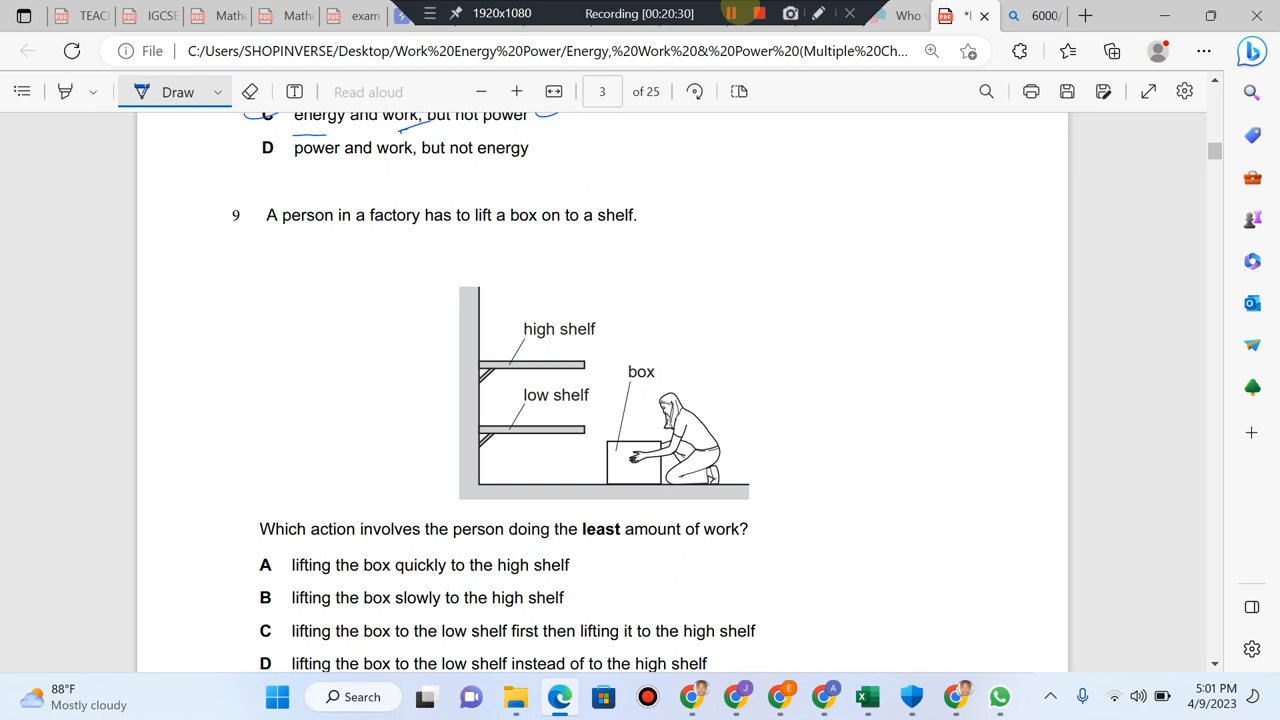 TEAC
IGCSE
Math
Math
exam
1920x1080
Recording [00:20:30]
Who
6000/
File
C:/Users/SHOPINVERSE/Desktop/Work%20Energy%20Power/Energy,%20Work%20&%20Power%20(Multiple%20Ch...
Draw
Read aloud
3
of 25
C energy and work, but not power
D power and work, but not energy
9 A person in a factory has to lift a box on to a shelf.
high shelf
box
low shelf
Which action involves the person doing the least amount of work?
A lifting the box quickly to the high shelf
B lifting the box slowly to the high shelf
C lifting the box to the low shelf first then lifting it to the high shelf
D lifting the box to the low shelf instead of to the high shelf
88°F
Mostly cloudy
Search
5:01 PM
4/9/2023